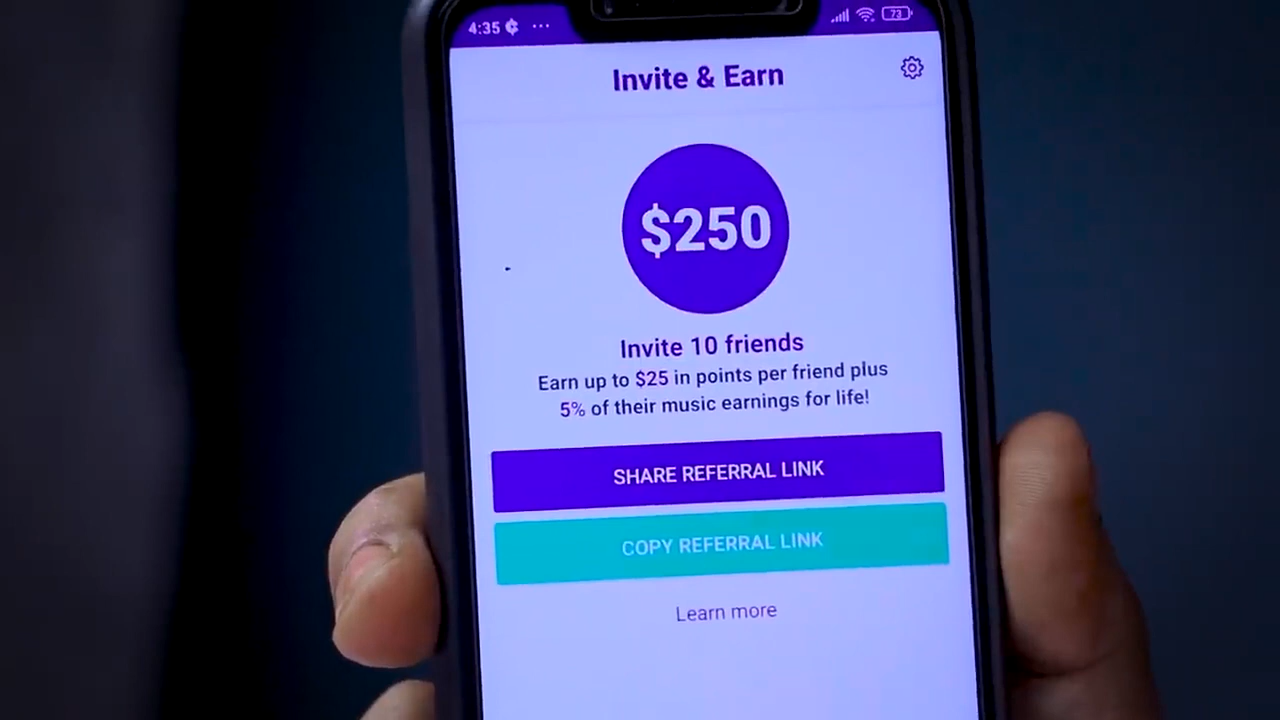 4:35 ...
73
Invite & Earn
$250
Invite 10 friends
Earn up to $25 in points per friend plus
5% of their music earnings for life!
SHARE REFERRAL LINK
COPY REFERRAL LINK
Learn more